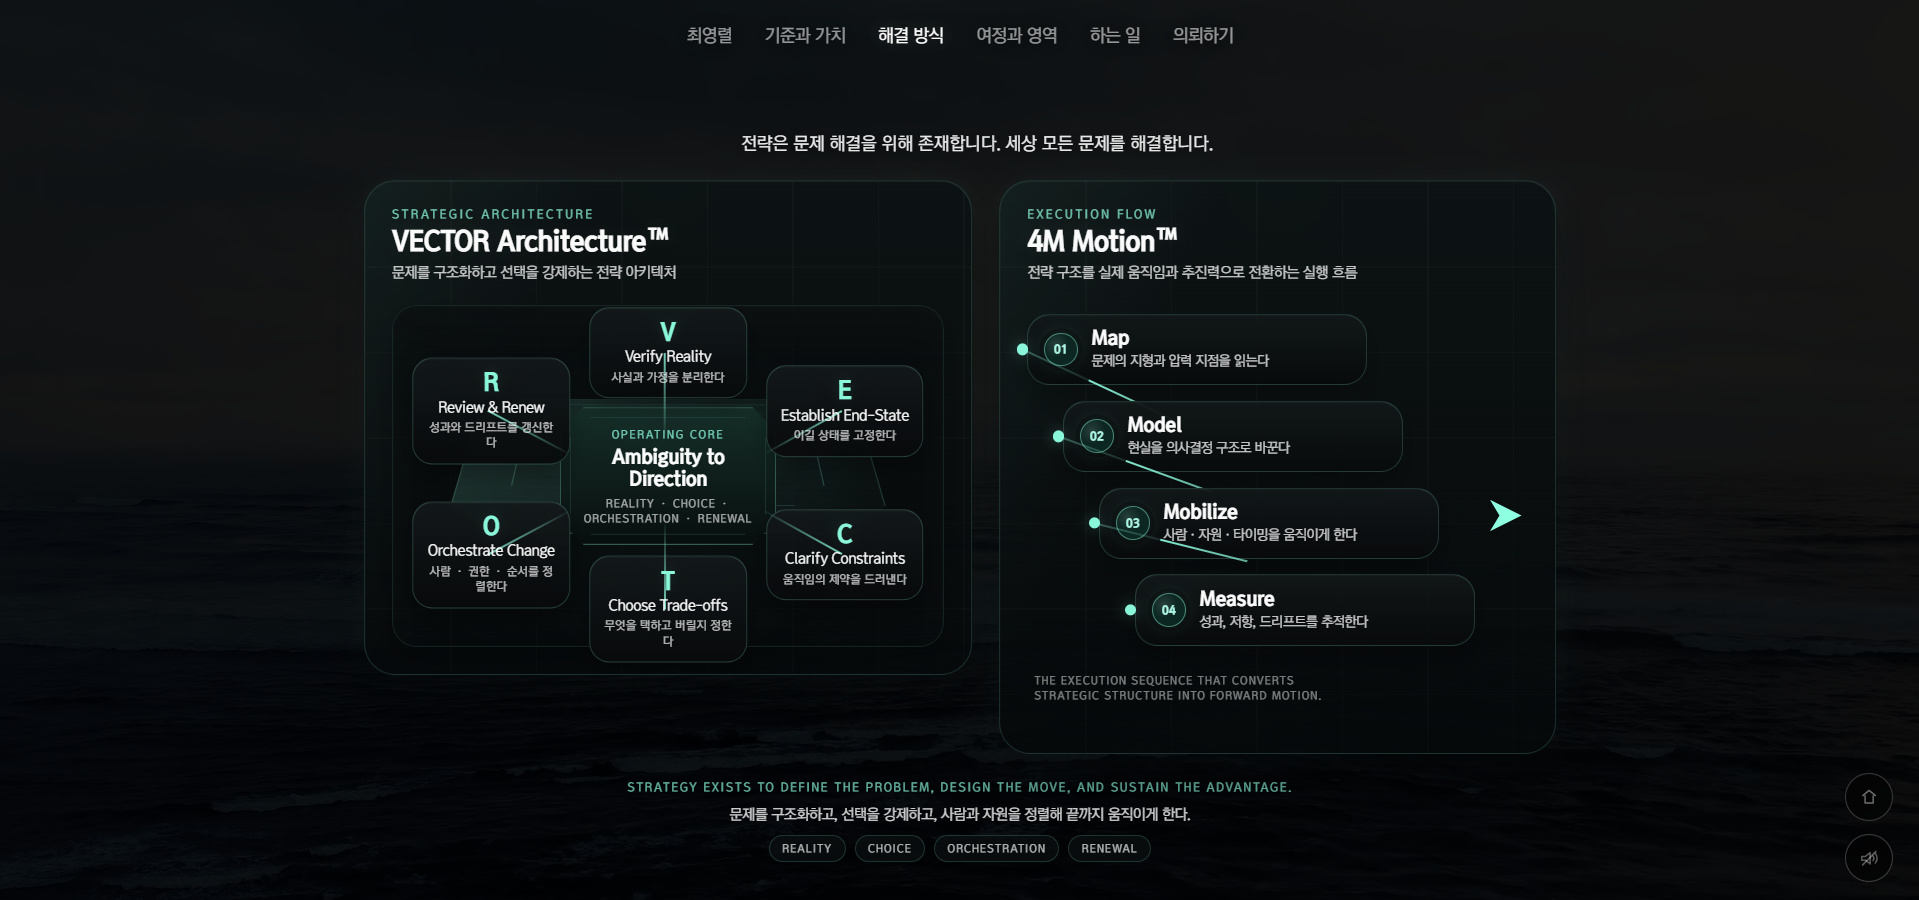 최영렬
기준과 가치
해결 방식
여정과 영역
하는 일
의뢰하기
전략은 문제 해결을 위해 존재합니다. 세상 모든 문제를 해결합니다.
STRATEGIC ARCHITECTURE
VECTOR Architecture™
문제를 구조화하고 선택을 강제하는 전략 아키텍처
V
Verify Reality
사실과 가정을 분리한다
R
Review & Renew
성과와 드리프트를 갱신한
다
E
Establish End-State
이길 상태를 고정한다
OPERATING CORE
Ambiguity to
Direction
REALITY · CHOICE ·
ORCHESTRATION · RENEWAL
O
Orchestrate Change
사람 · 권한 · 순서를 정
렬한다
C
Clarify Constraints
움직임의 제약을 드러낸다
T
Choose Trade-offs
무엇을 택하고 버릴지 정한
다
EXECUTION FLOW
4M Motion™
전략 구조를 실제 움직임과 추진력으로 전환하는 실행 흐름
01
Map
문제의 지형과 압력 지점을 읽는다
02
Model
현실을 의사결정 구조로 바꾼다
03
Mobilize
사람 · 자원 · 타이밍을 움직이게 한다
04
Measure
성과, 저항, 드리프트를 추적한다
THE EXECUTION SEQUENCE THAT CONVERTS
STRATEGIC STRUCTURE INTO FORWARD MOTION.
STRATEGY EXISTS TO DEFINE THE PROBLEM, DESIGN THE MOVE, AND SUSTAIN THE ADVANTAGE.
문제를 구조화하고, 선택을 강제하고, 사람과 자원을 정렬해 끝까지 움직이게 한다.
REALITY
CHOICE
ORCHESTRATION
RENEWAL